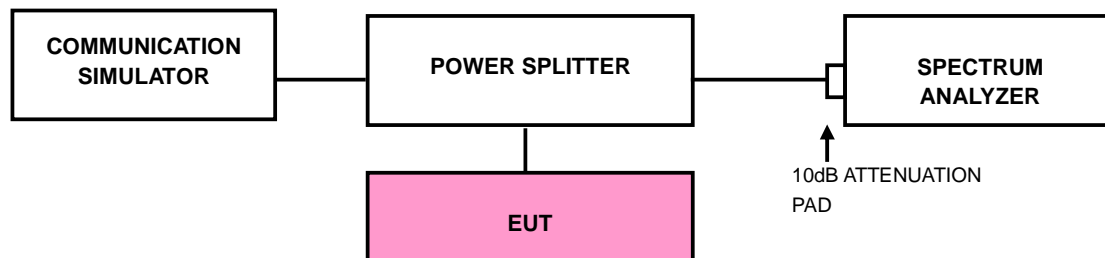 COMMUNICATION
SIMULATOR
POWER SPLITTER
SPECTRUM
ANALYZER
10dB ATTENUATION
PAD
EUT